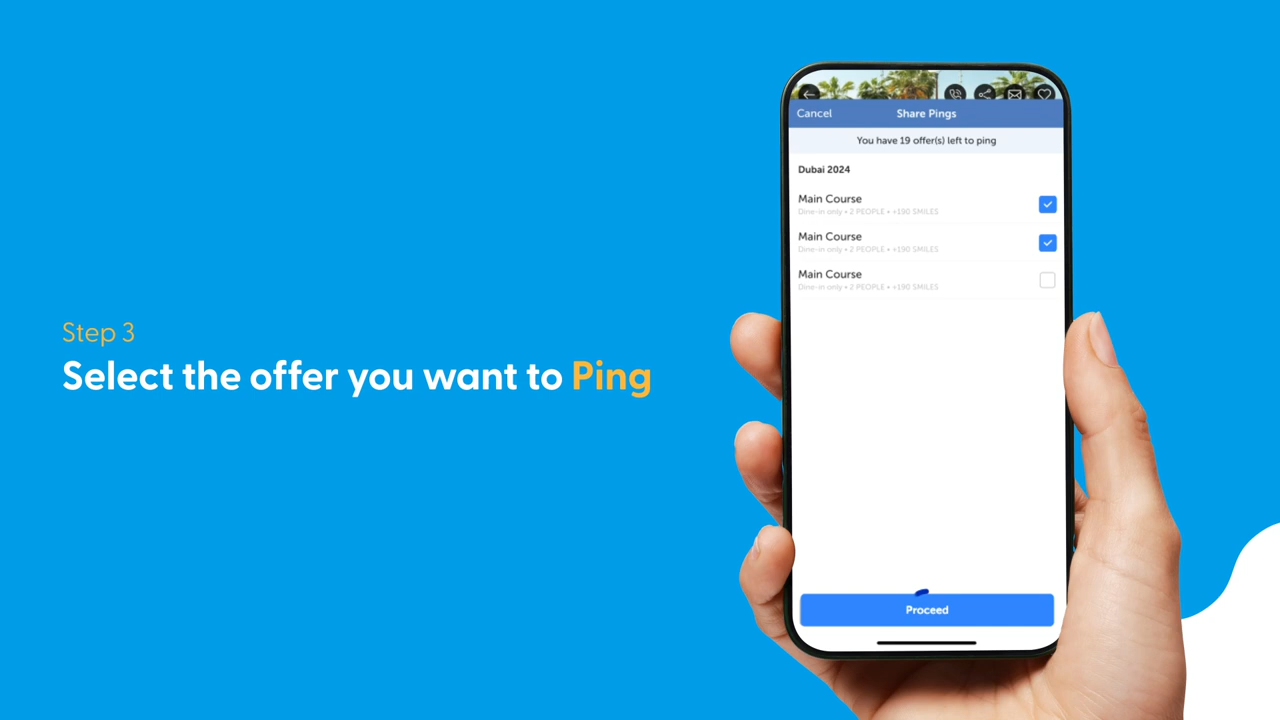 Step 3
Select the offer you want to Ping
Cancel
Share Pings
You have 19 offer(s) left to ping
Dubai 2024
Main Course
Dine-in only • 2 PEOPLE • +190 SMILES
Main Course
Dine-in only • 2 PEOPLE • +190 SMILES
Main Course
Dine-in only • 2 PEOPLE • +190 SMILES
Proceed